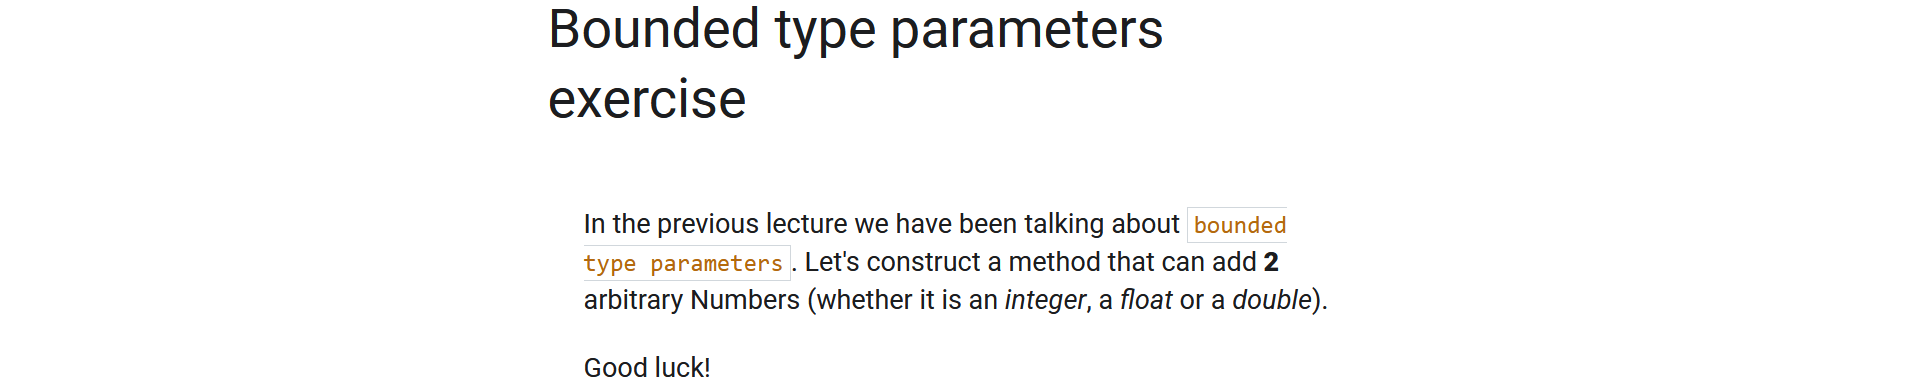 Bounded type parameters
exercise
In the previous lecture we have been talking about bounded
type parameters. Let's construct a method that can add 2
arbitrary Numbers (whether it is an integer, a float or a double).
Good luck!